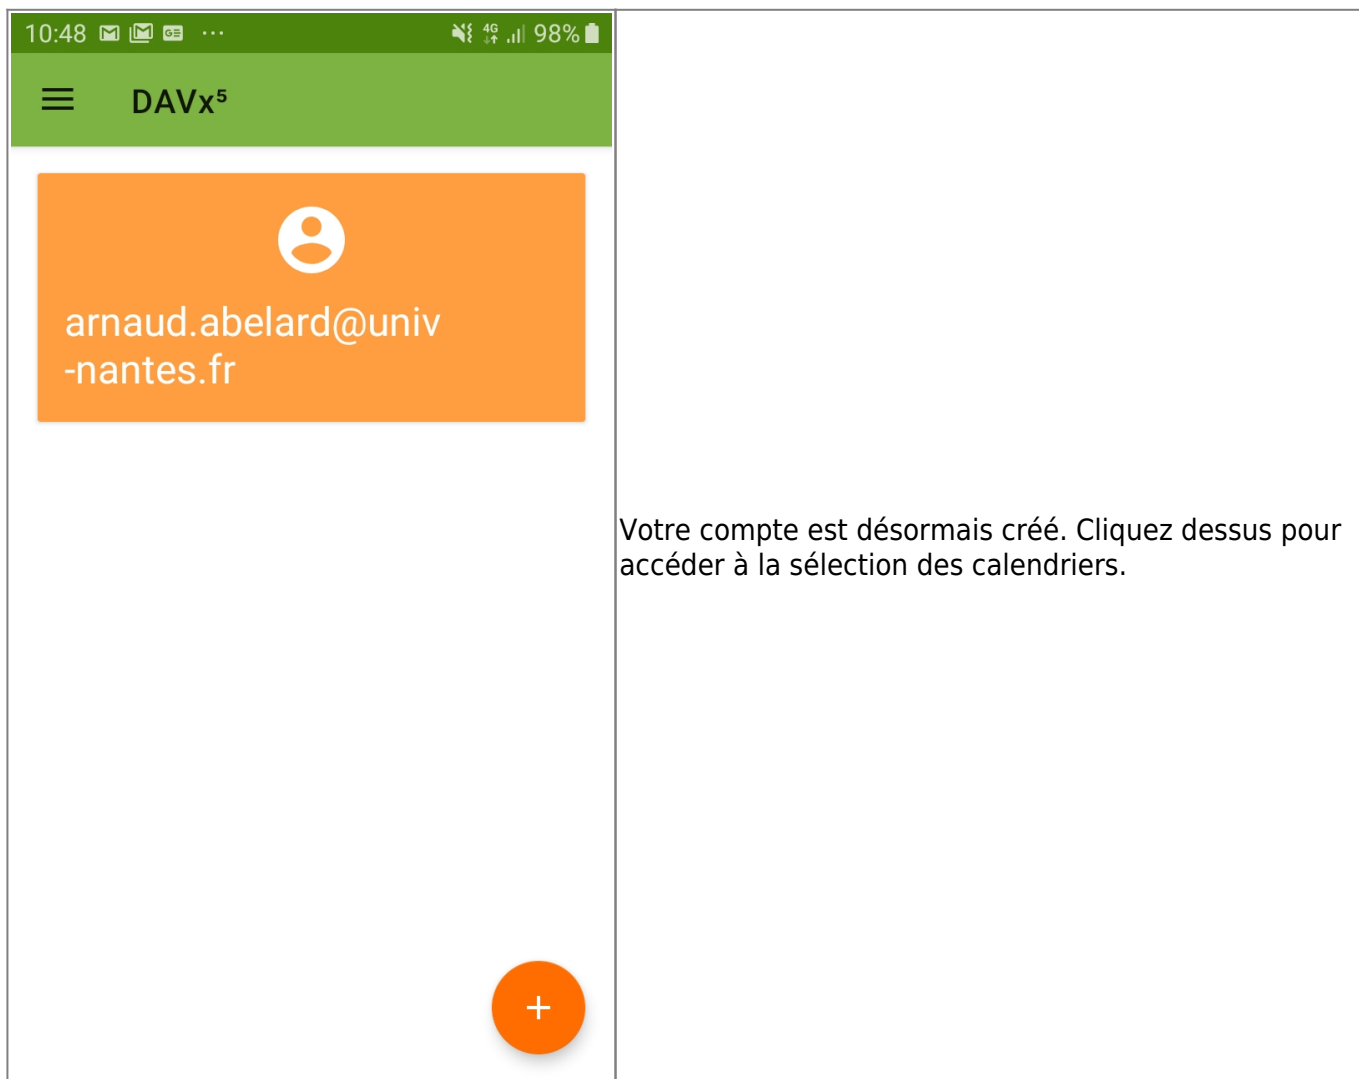 10:48 4G 98%
DAVx⁵
arnaud.abelard@univ
-nantes.fr
Votre compte est désormais créé. Cliquez dessus pour
accéder à la sélection des calendriers.
+